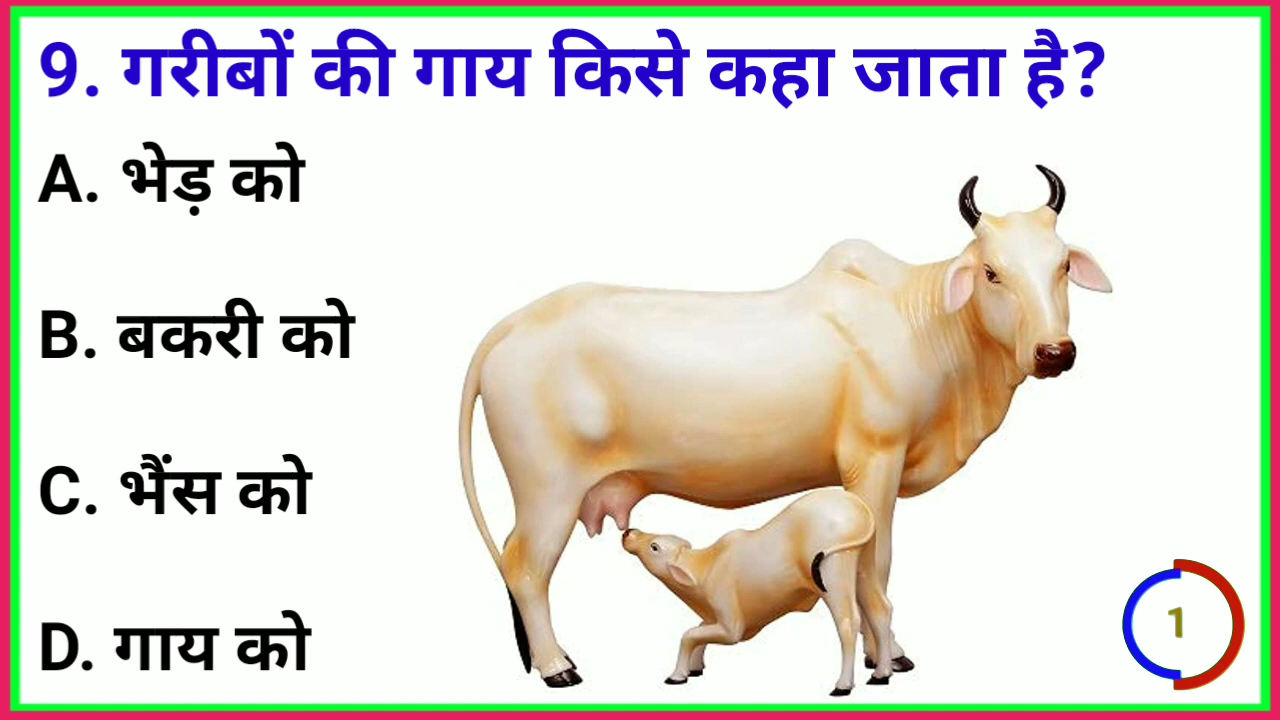 9. गरीबों की गाय किसे कहा जाता है?
A. भेड़ को
B. बकरी को
C. भैंस को
D. गाय को
1